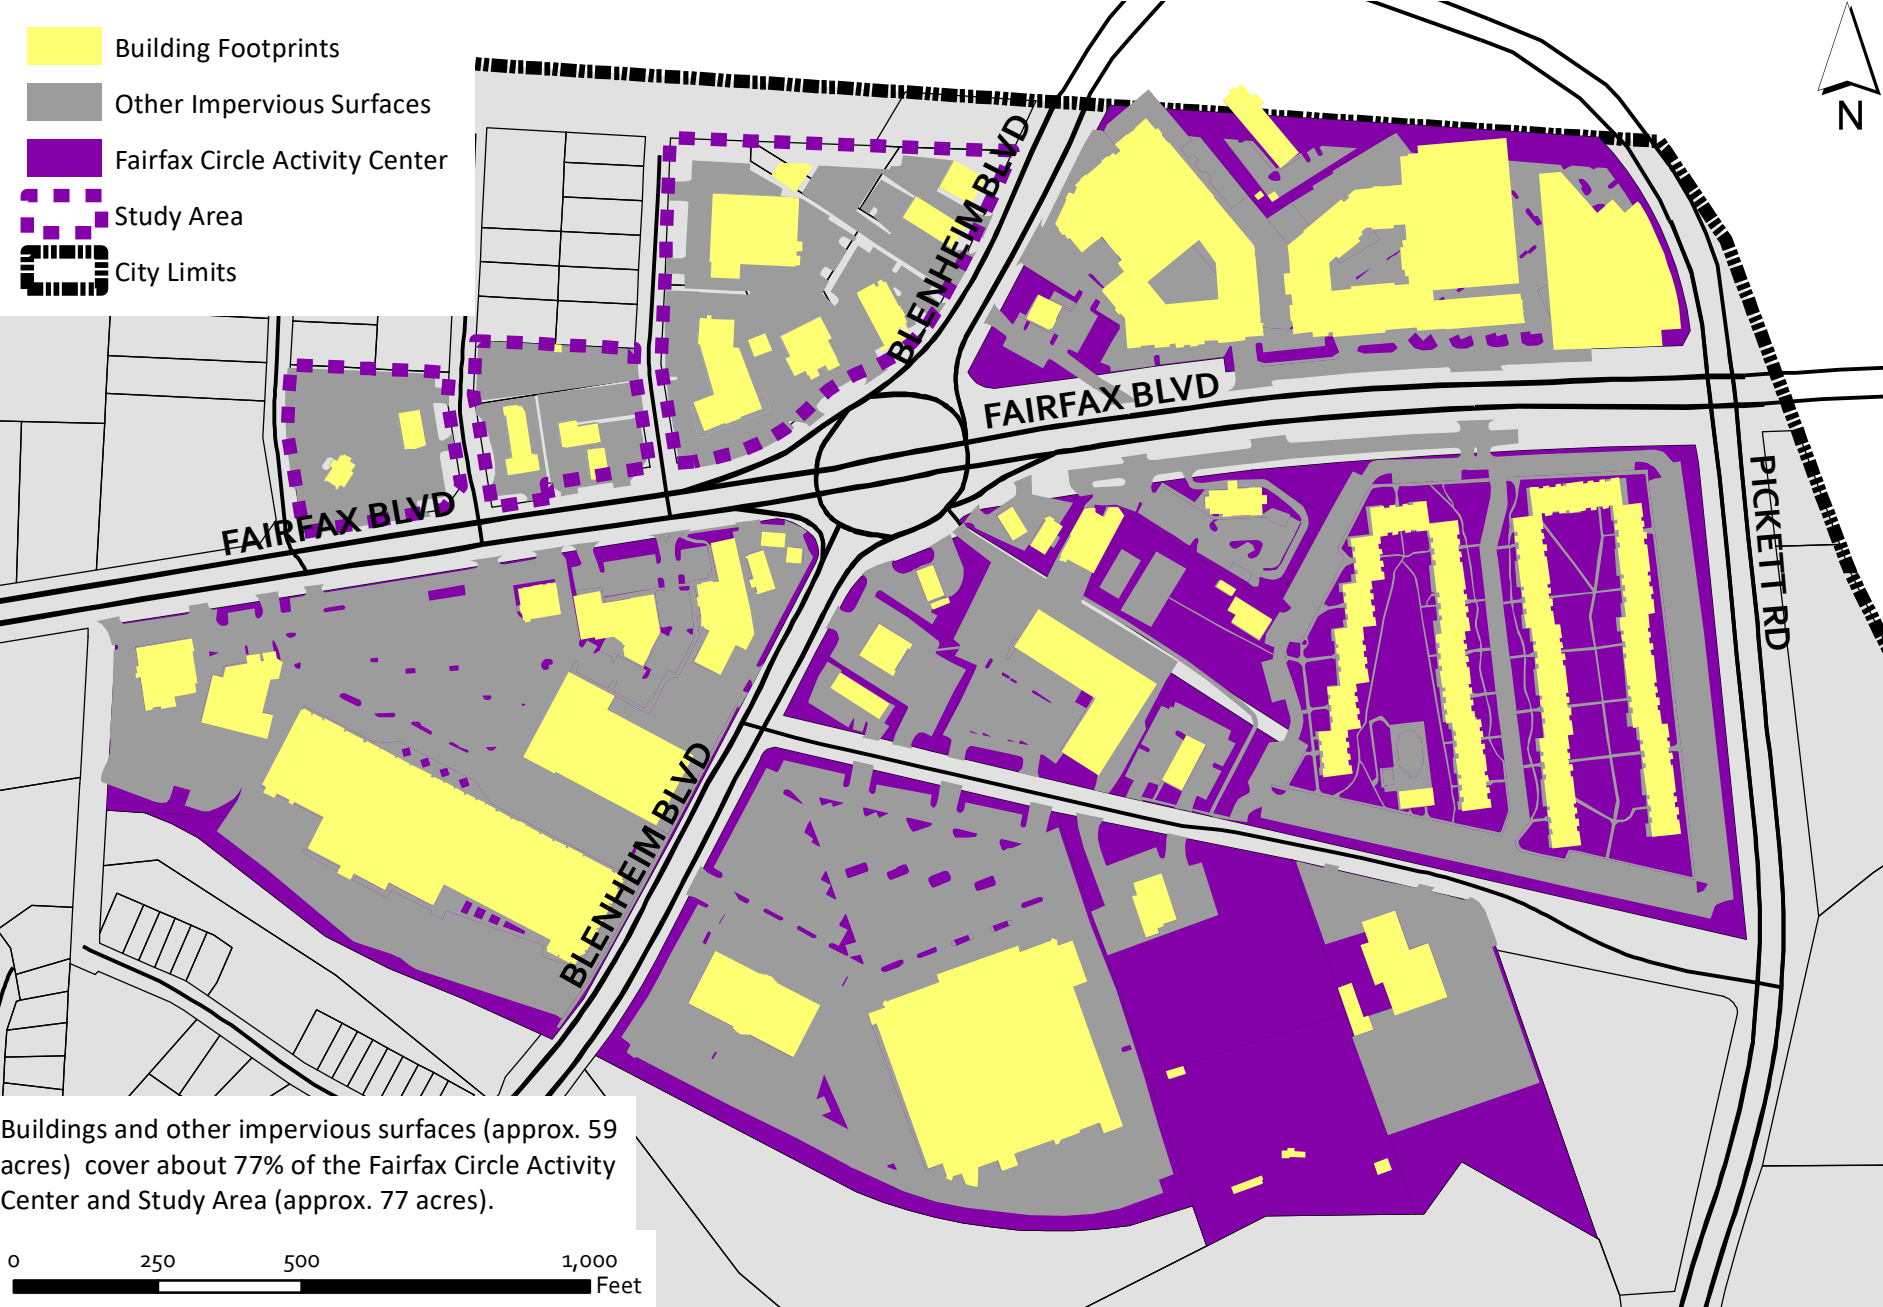 Building Footprints
Other Impervious Surfaces
Fairfax Circle Activity Center
Study Area
City Limits
N
BLENHEIM BLVD
FAIRFAX BLVD
FAIRFAX BLVD
PICKETT RD
BLENHEIM BLVD
Buildings and other impervious surfaces (approx. 59
acres) cover about 77% of the Fairfax Circle Activity
Center and Study Area (approx. 77 acres).
0 250 500 1,000
Feet